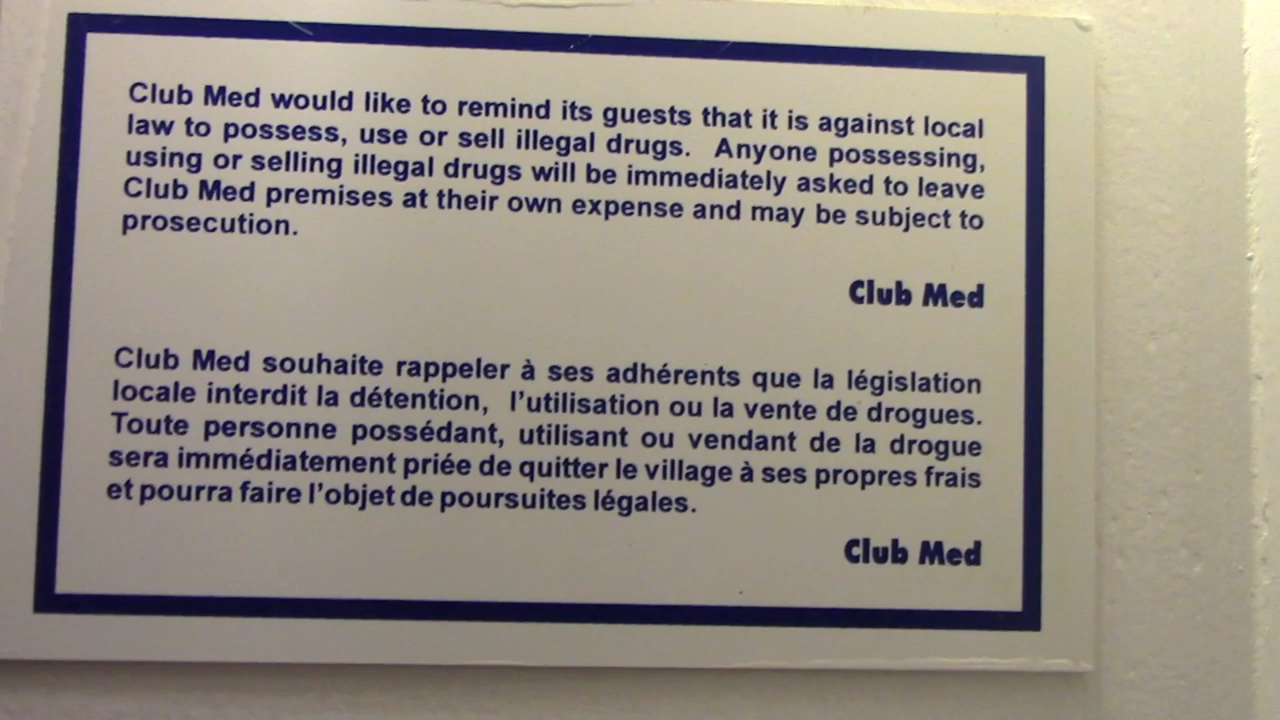 Club Med would like to remind its guests that it is against local
law to possess, use or sell illegal drugs.  Anyone possessing,
using or selling illegal drugs will be immediately asked to leave
Club Med premises at their own expense and may be subject to
prosecution.
Club Med
Club Med souhaite rappeler à ses adhérents que la législation
locale interdit la détention,  l'utilisation ou la vente de drogues.
Toute personne possédant, utilisant ou vendant de la drogue
sera immédiatement priée de quitter le village à ses propres frais
et pourra faire l'objet de poursuites légales.
Club Med